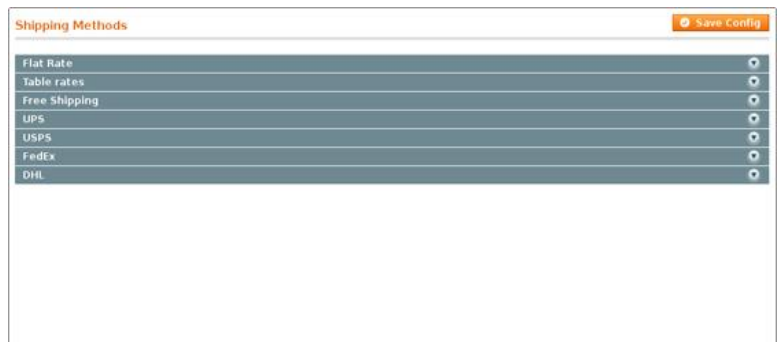 Shipping Methods
Save Config
Flat Rate
Table rates
Free Shipping
UPS
USPS
FedEx
DHL